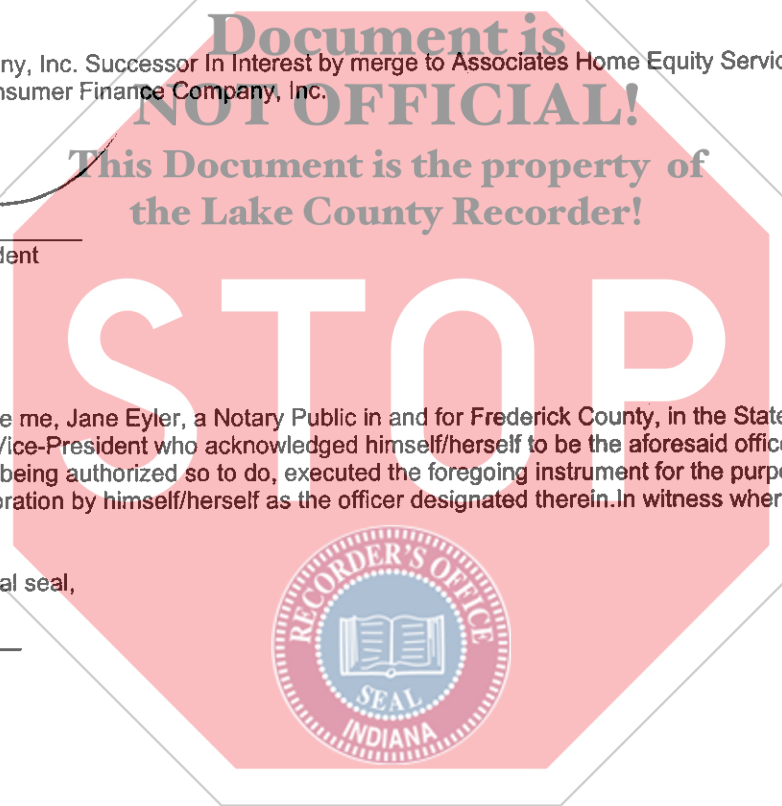 Document is
ny, Inc. Successor In Interest by merge to Associates Home Equity Servic
nsumer Finance Company, Inc.
NOT OFFICIAL!
This Document is the property of
the Lake County Recorder!
dent
STOP
e me, Jane Eyler, a Notary Public in and for Frederick County, in the State
Vice-President who acknowledged himself/herself to be the aforesaid office
being authorized so to do, executed the foregoing instrument for the purpo
oration by himself/herself as the officer designated therein.In witness wher
al seal,
RECORDER'S OFFICE
SEAL
INDIANA